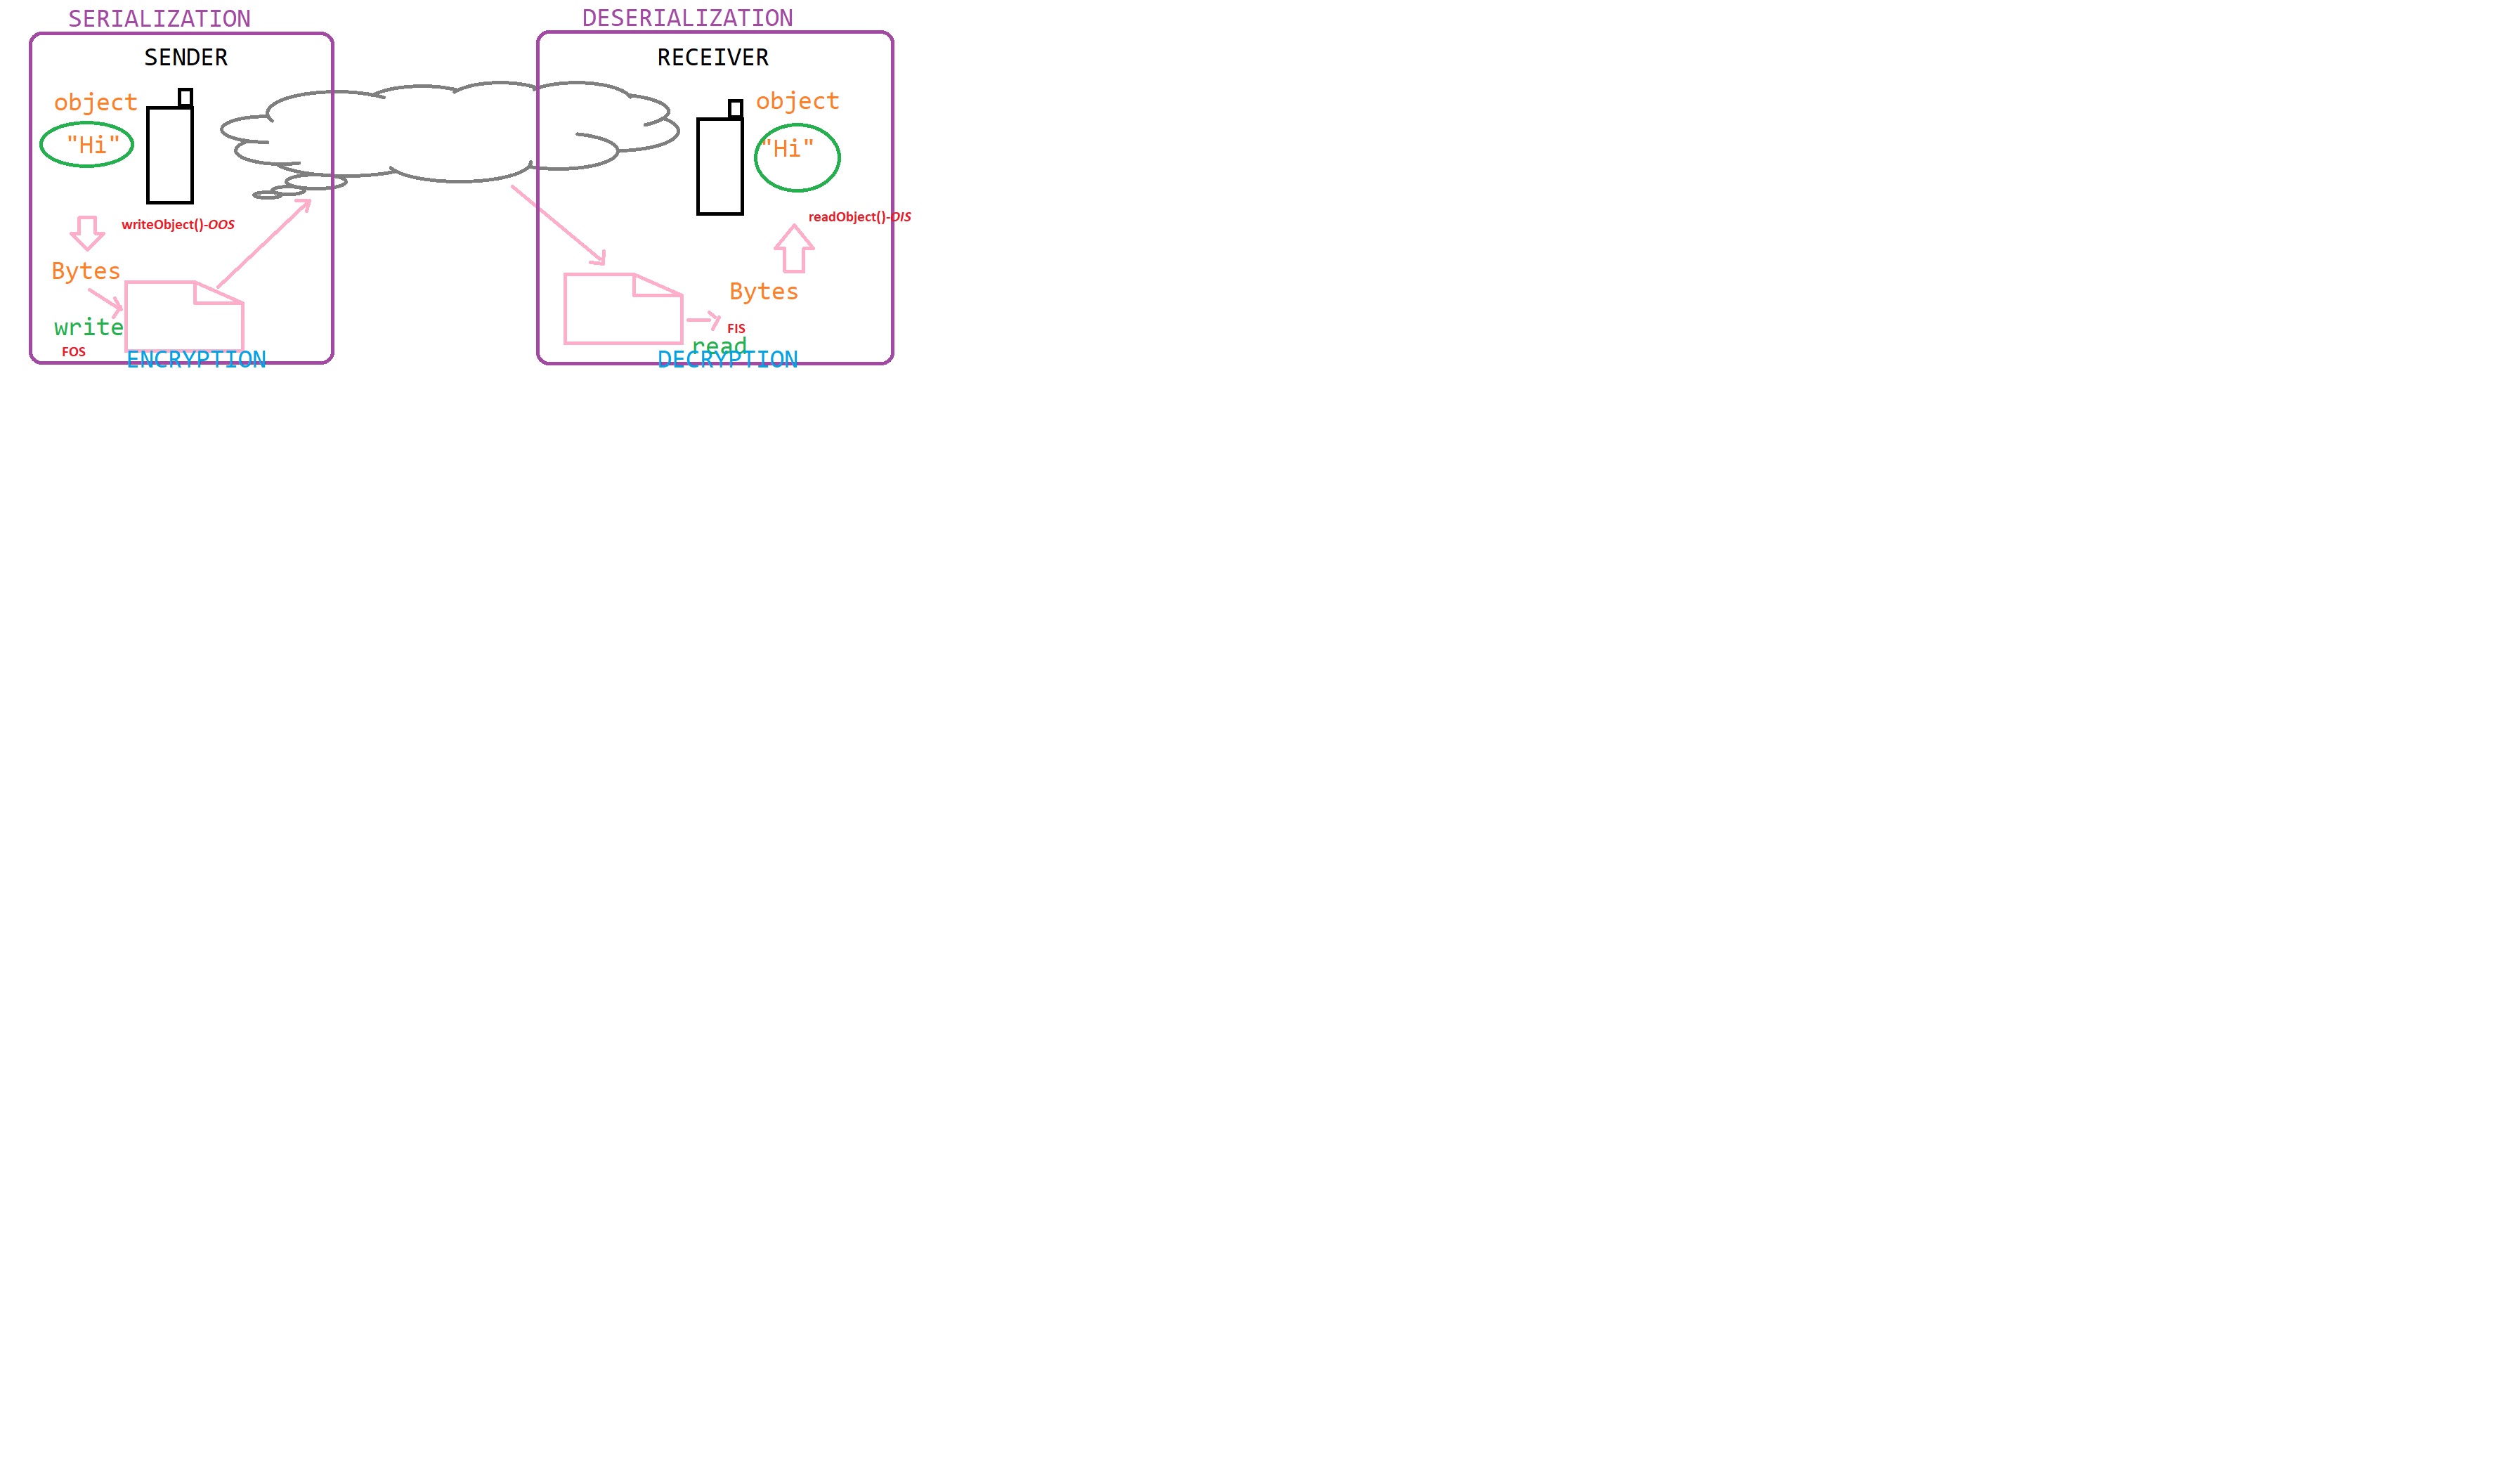 SERIALIZATION
SENDER
object
"Hi"
writeObject()-OOS
Bytes
write
FOS
ENCRYPTION
DESERIALIZATION
RECEIVER
object
"Hi"
readObject()-OIS
Bytes
FIS
read
DECRYPTION